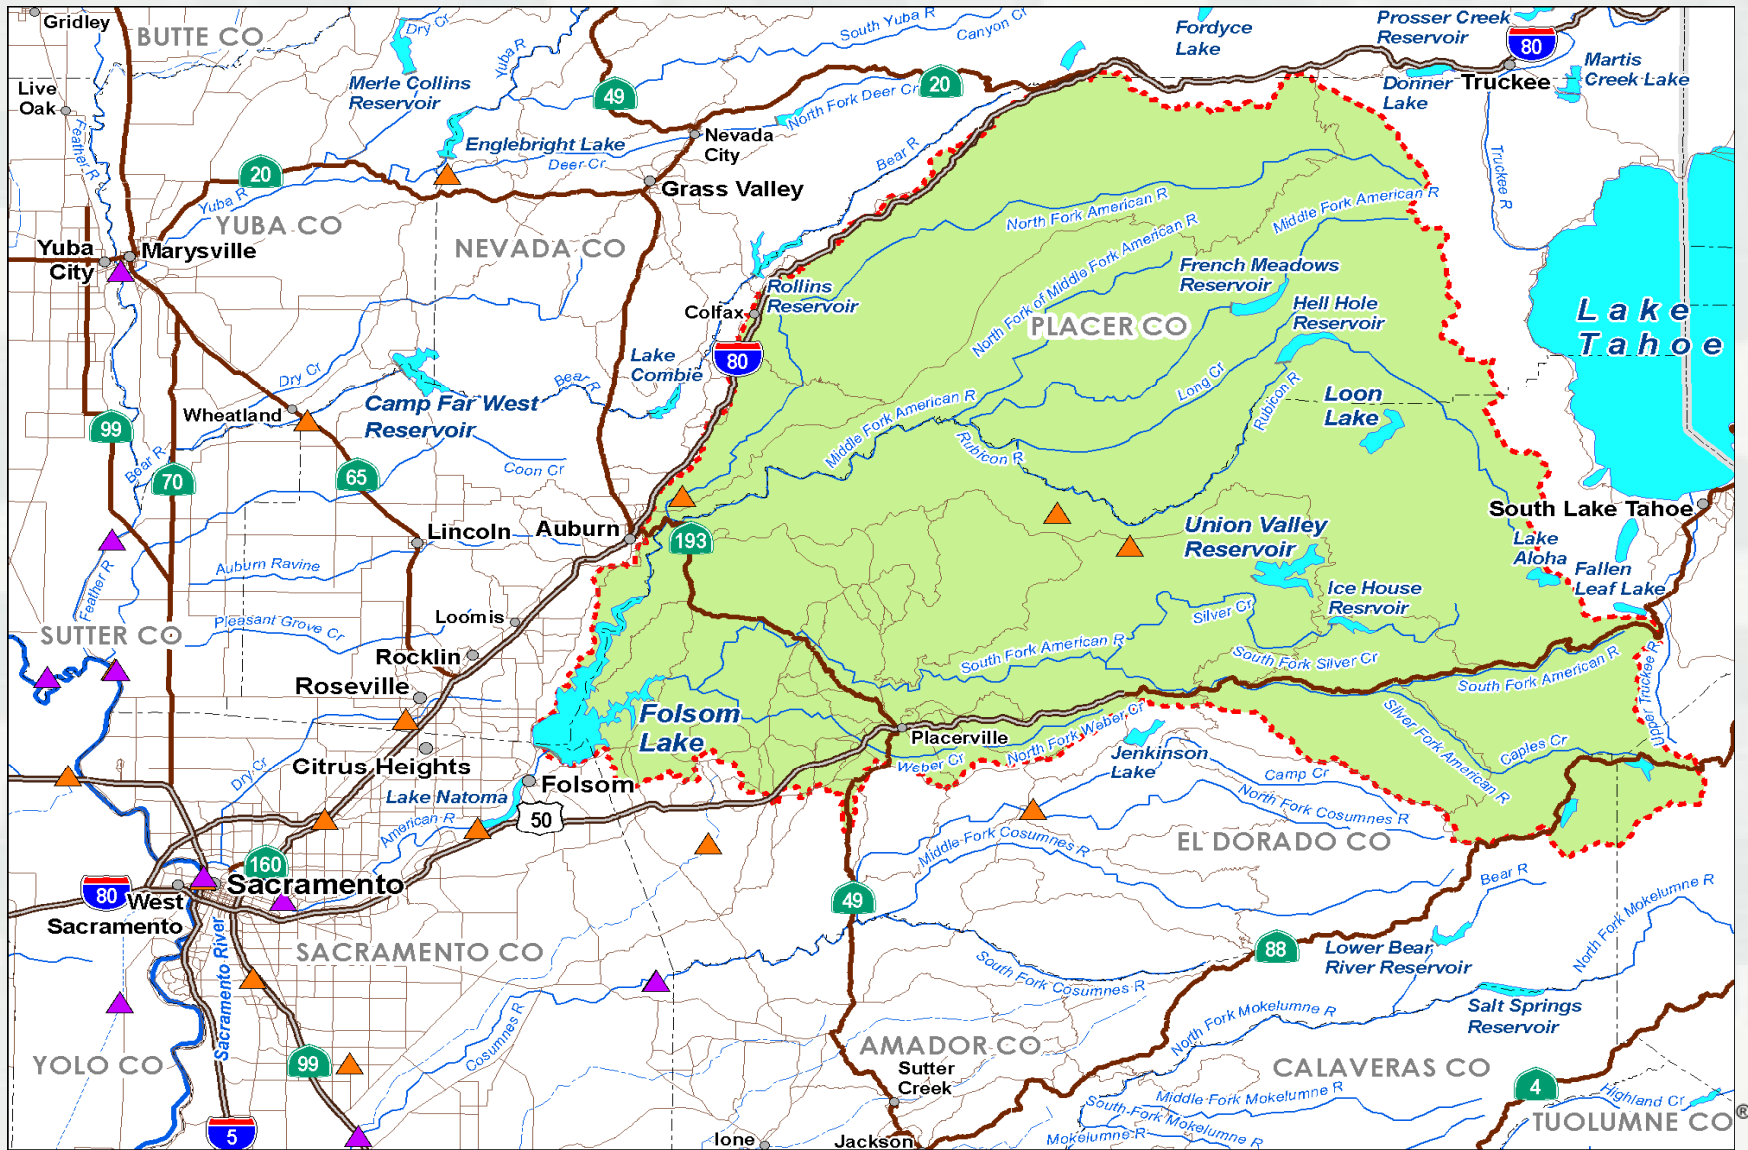 Gridley
BUTTE CO
Dry Cr
Yuba R
South Yuba R
Canyon Cr
Fordyce
Lake
Prosser Creek
Reservoir
80
Martis
Creek Lake
Live
Oak
Merle Collins
Reservoir
49
20
Donner
Lake
Truckee
Feather R
Englebright Lake
North Fork Deer Cr
Nevada
City
Deer Cr
Bear R
Truckee R
20
Yuba R
Grass Valley
YUBA CO
NEVADA CO
North Fork American R
Middle Fork American R
Yuba
City
Marysville
French Meadows
Reservoir
Rollins
Reservoir
North Fork of Middle Fork American R
Hell Hole
Reservoir
Colfax
PLACER CO
Lake
Tahoe
80
Lake
Combie
Dry Cr
Bear R
Long Cr
Rubicon R
Loon
Lake
Wheatland
Camp Far West
Reservoir
Middle Fork American R
99
Bear R
Rubicon R
70
65
Coon Cr
South Lake Tahoe
Lincoln
Auburn
193
Union Valley
Reservoir
Lake
Aloha
Feather R
Auburn Ravine
Fallen
Leaf Lake
Ice House
Resrvoir
Silver Cr
SUTTER CO
Pleasant Grove Cr
Loomis
Rocklin
South Fork American R
South Fork Silver Cr
South Fork American R
Upper Truckee R
Roseville
Folsom
Lake
Silver Fork American R
Placerville
North Fork Weber Cr
Weber Cr
Jenkinson
Lake
Caples Cr
Citrus Heights
Dry Cr
Folsom
Lake Natoma
Camp Cr
50
North Fork Cosumnes R
American R
Middle Fork Cosumnes R
EL DORADO CO
160
Sacramento
80
West
Sacramento
49
Bear R
North Fork Mokelumne R
88
Lower Bear
River Reservoir
Sacramento River
SACRAMENTO CO
South Fork Cosumnes R
Salt Springs
Reservoir
North Fork Mokelumne R
Cosumnes R
YOLO CO
99
AMADOR CO
Sutter
Creek
CALAVERAS CO
4
Middle Fork Mokelumne R
Highland Cr
South Fork Mokelumne R
TUOLUMNE CO®
5
Ione
Jackson
Mokelumne R